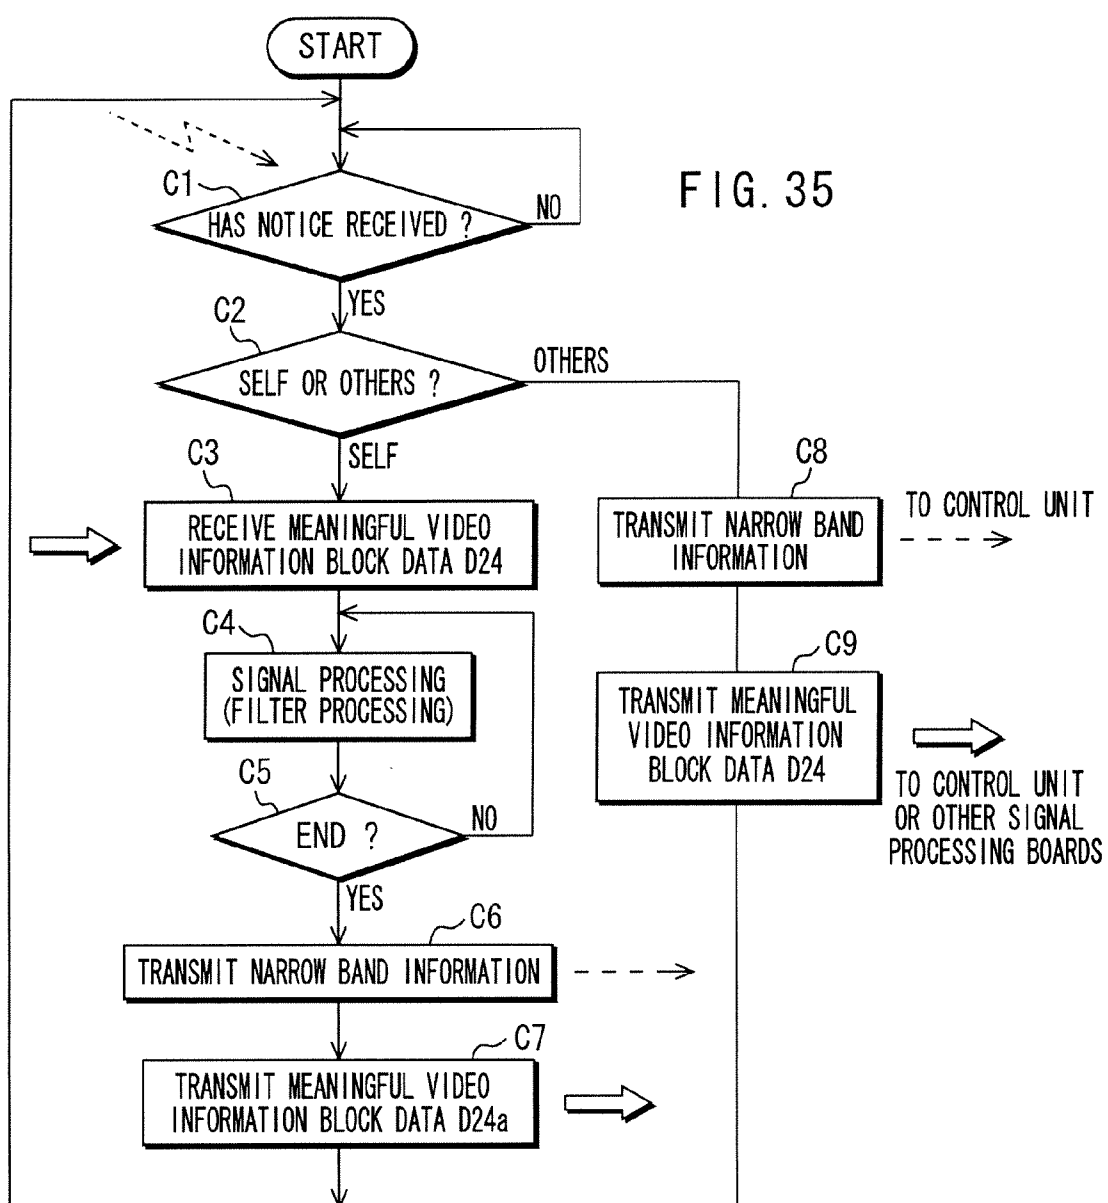 START
FIG. 35
C1
HAS NOTICE RECEIVED ?
NO
YES
C2
SELF OR OTHERS ?
OTHERS
SELF
C3
RECEIVE MEANINGFUL VIDEO
INFORMATION BLOCK DATA D24
C8
TRANSMIT NARROW BAND
INFORMATION
TO CONTROL UNIT
C4
SIGNAL PROCESSING
(FILTER PROCESSING)
C9
TRANSMIT MEANINGFUL
VIDEO INFORMATION
BLOCK DATA D24
TO CONTROL UNIT
OR OTHER SIGNAL
PROCESSING BOARDS
C5
END ?
NO
YES
C6
TRANSMIT NARROW BAND INFORMATION
C7
TRANSMIT MEANINGFUL VIDEO
INFORMATION BLOCK DATA D24a